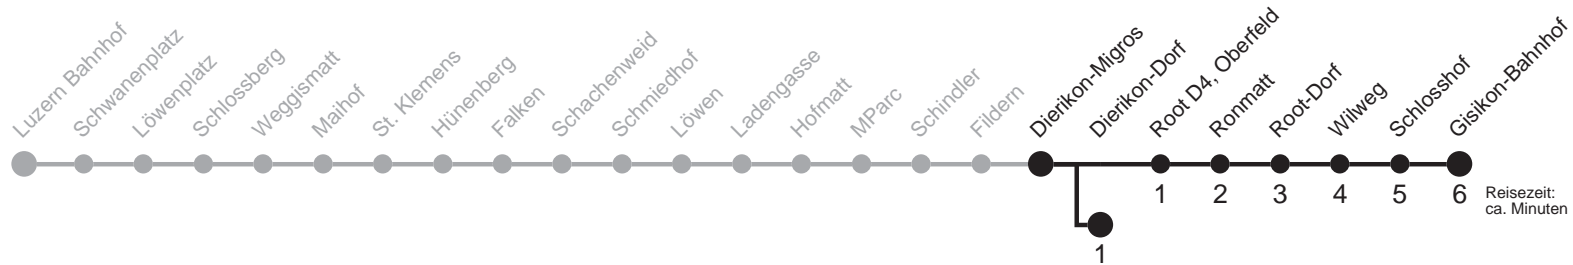 Luzern Bahnhof
Schwanenplatz
Löwenplatz
Schlossberg
Weggismatt
Maihof
St. Klemens
Hünenberg
Falken
Schachenweid
Schmiedhof
Löwen
Ladengasse
Hofmatt
MParc
Schindler
Fildern
Dierikon-Migros
Dierikon-Dorf
Root D4, Oberfeld
Ronmatt
Root-Dorf
Wilweg
Schlosshof
Gisikon-Bahnhof
1 2 3 4 5 6
Reisezeit:
ca. Minuten
1